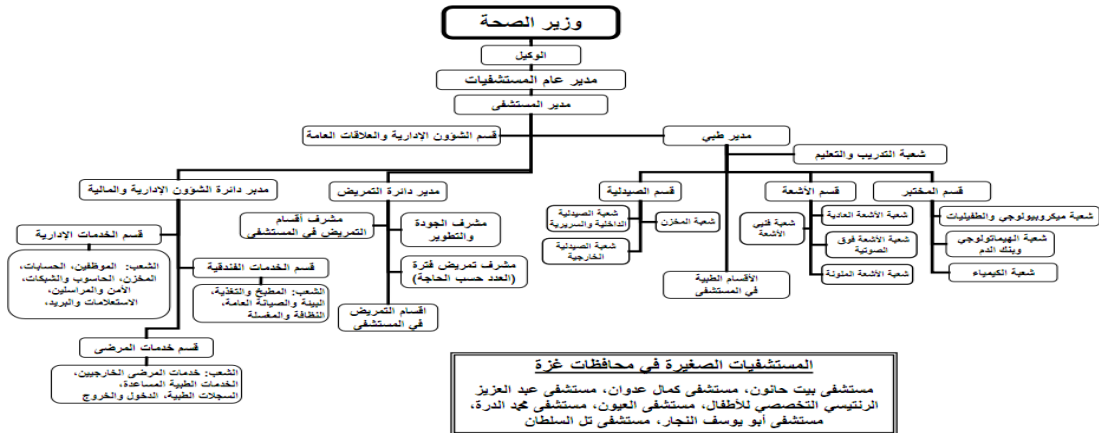 وزير الصحة
الوكيل
مدير عام المستشفيات
مدير المستشفى
قسم الشؤون الإدارية والعلاقات العامة
مدير طبي
شعبة التدريب والتعليم
قسم المختبر
شعبة ميكروبيولوجي والطفيليات
شعبة الهيماتولوجي
وبنك الدم
شعبة الكيمياء
قسم الأشعة
شعبة الأشعة العادية
شعبة فنيي
الأشعة
شعبة الأشعة فوق
الصوتية
شعبة الأشعة الملونة
قسم الصيدلية
شعبة المخزن
شعبة الصيدلية
الداخلية والسريرية
شعبة الصيدلية
الخارجية
الأقسام الطبية
في المستشفى
مدير دائرة التمريض
مشرف الجودة
والتطوير
مشرف أقسام
التمريض في المستشفى
مشرف تمريض فترة
(العدد حسب الحاجة)
اقسام التمريض
في المستشفى
مدير دائرة الشؤون الإدارية والمالية
قسم الخدمات الإدارية
الشعب: الموظفين، الحسابات،
المخزن، الحاسوب والشبكات،
الأمن والمراسلين،
الاستعلامات والبريد،
قسم الخدمات الفندقية
الشعب: المطبخ والتغذية،
البيئة والصيانة العامة،
النظافة والمغسلة
قسم خدمات المرضى
الشعب: خدمات المرضى الخارجيين،
الخدمات الطبية المساعدة،
السجلات الطبية، الدخول والخروج
المستشفيات الصغيرة في محافظات غزة
مستشفى بيت حانون، مستشفى كمال عدوان، مستشفى عبد العزيز
الرنتيسي التخصصي للأطفال، مستشفى العيون، مستشفى محمد الدرة،
مستشفى أبو يوسف النجار، مستشفى تل السلطان